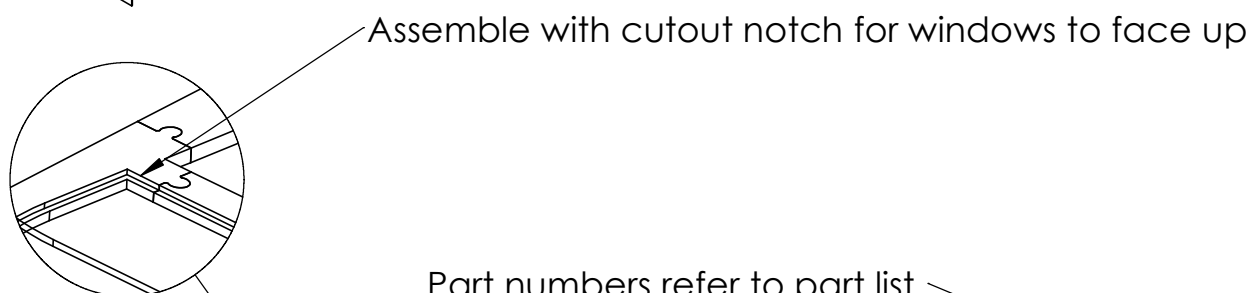 Assemble with cutout notch for windows to face up
Part numbers refer to part list